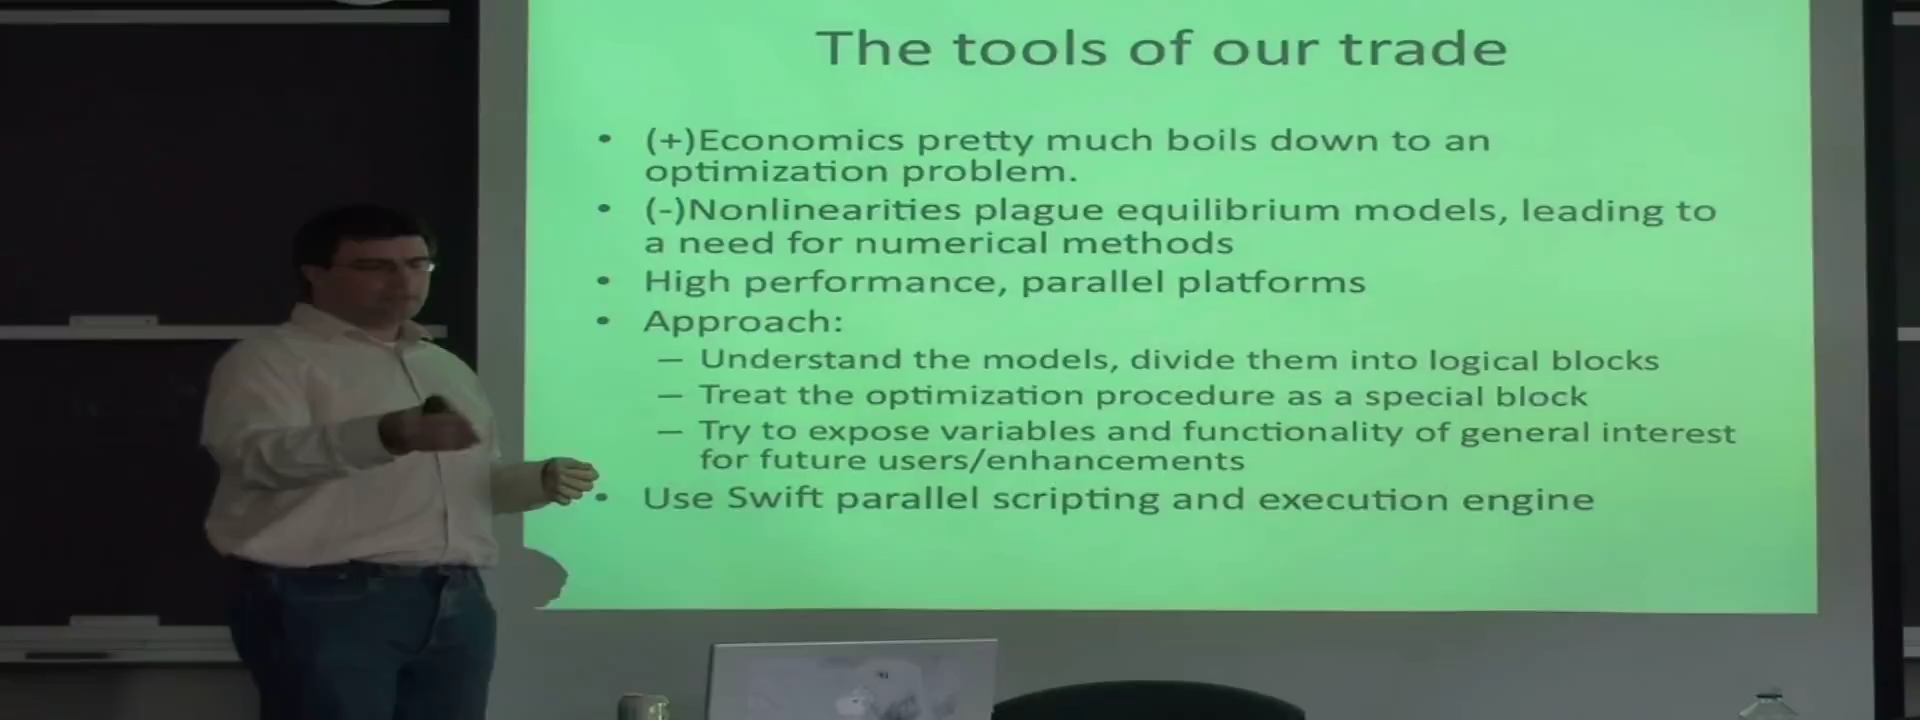 The tools of our trade
• (+)Economics pretty much boils down to an
optimization problem.
• (-)Nonlinearities plague equilibrium models, leading to
a need for numerical methods
• High performance, parallel platforms
• Approach:
– Understand the models, divide them into logical blocks
– Treat the optimization procedure as a special block
– Try to expose variables and functionality of general interest
for future users/enhancements
• Use Swift parallel scripting and execution engine